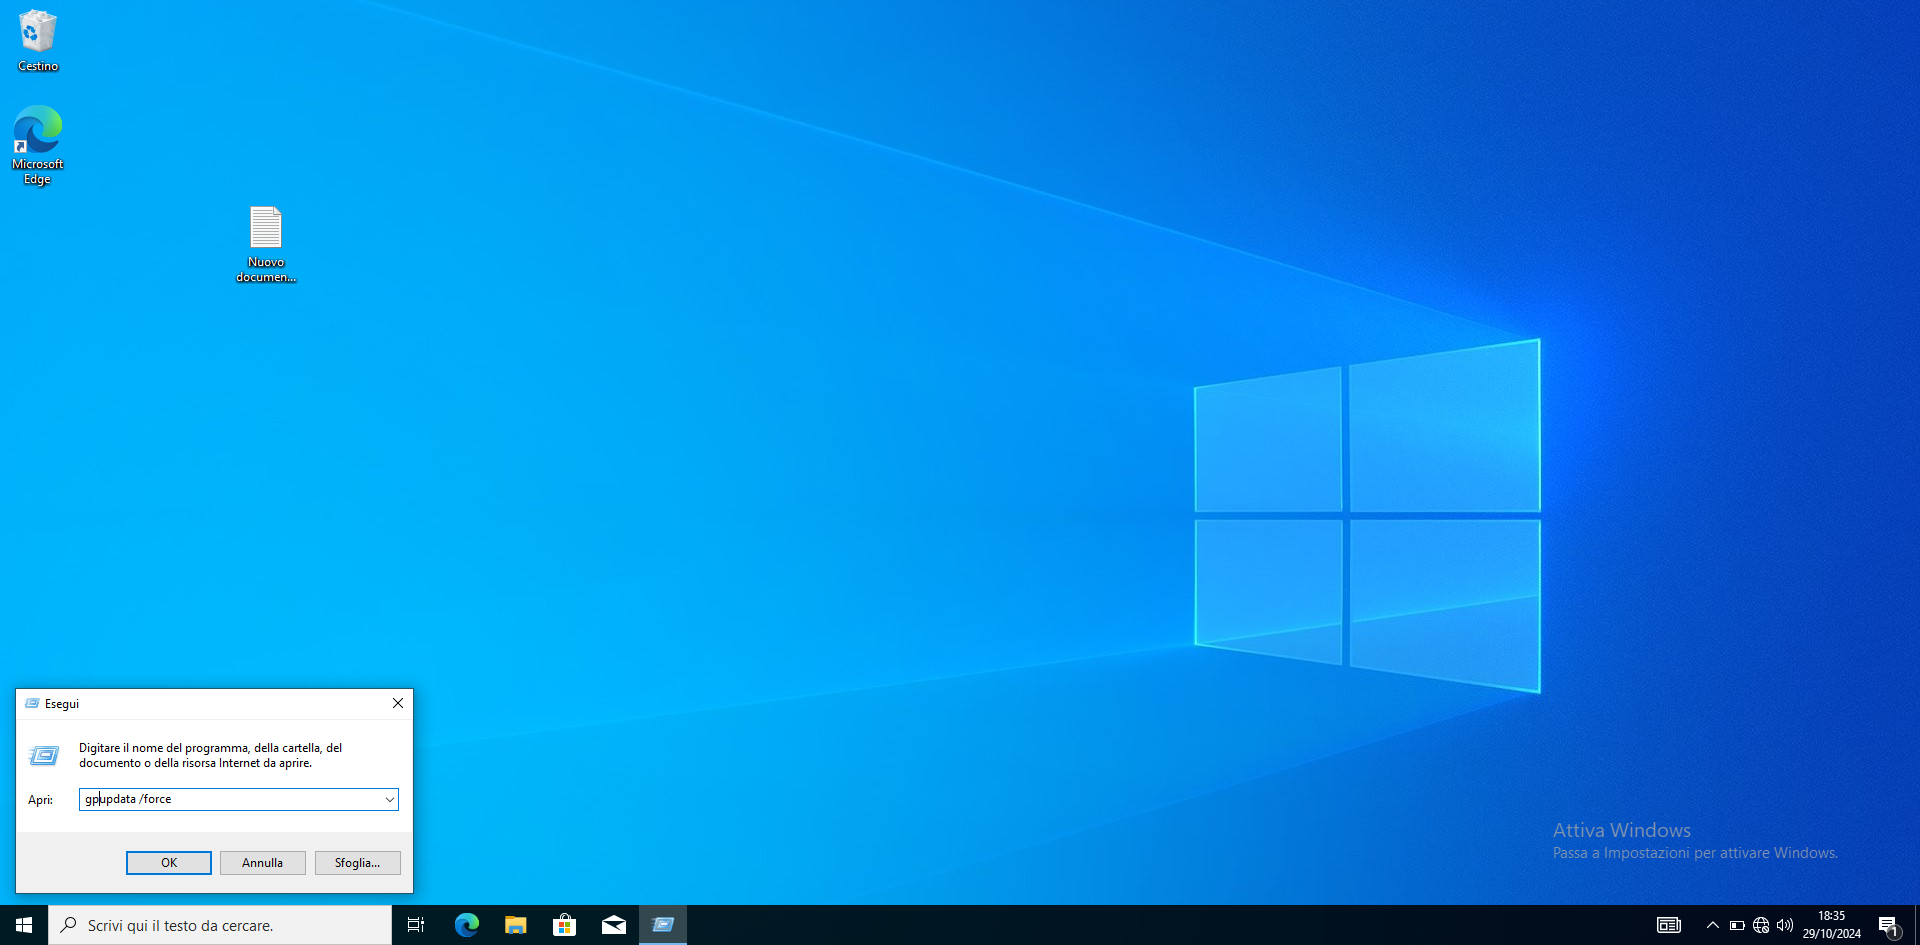 Cestino
Microsoft
Edge
Nuovo
documen...
Esegui
Digitare il nome del programma, della cartella, del
documento o della risorsa Internet da aprire.
Apri:
gpupdata /force
OK
Annulla
Sfoglia...
Attiva Windows
Passa a Impostazioni per attivare Windows.
Scrivi qui il testo da cercare.
18:35
29/10/2024
1